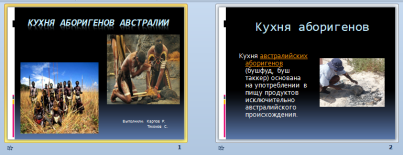 КУХНЯ АБОРИГЕНОВ АВСТРАЛИИ
Выполнили: Карпов Р.
1
Кухня аборигенов
Кухня австралийских
аборигенов
(бушфуд, буш
таккер) основана
на употреблении в
пищу продуктов
исключительно
австралийского
происхождения.
2